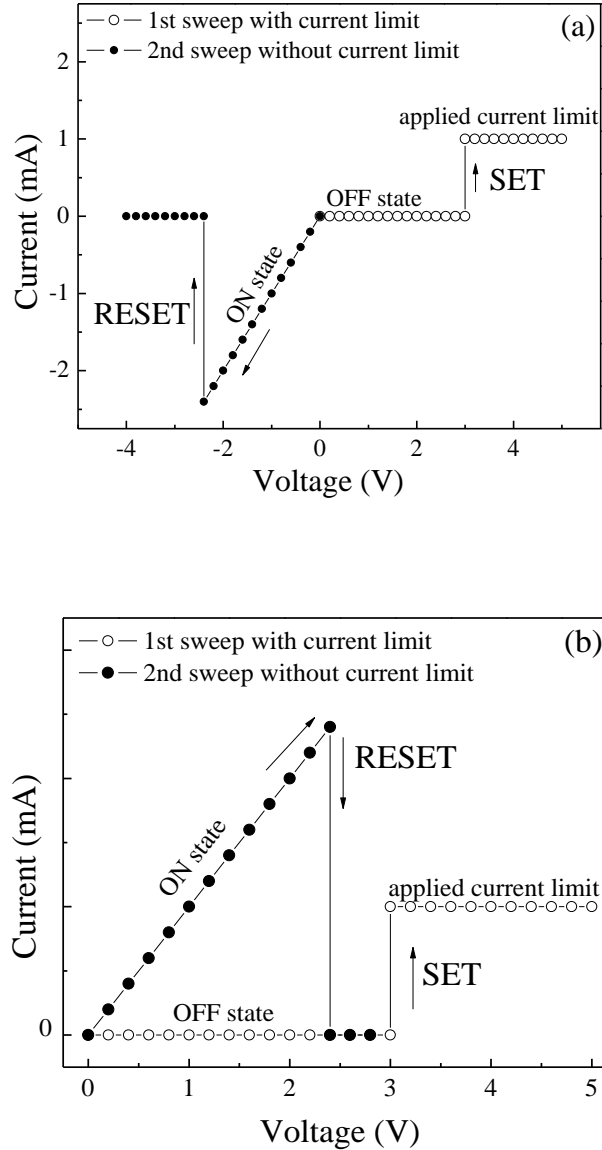 1st sweep with current limit
(a)
2nd sweep without current limit
applied current limit
SET
OFF state
ON state
RESET
Current (mA)
2
1
0
-1
-2
-4
-2
0
2
4
Voltage (V)
1st sweep with current limit
(b)
2nd sweep without current limit
RESET
ON state
applied current limit
SET
OFF state
Current (mA)
0
0
1
2
3
4
5
Voltage (V)